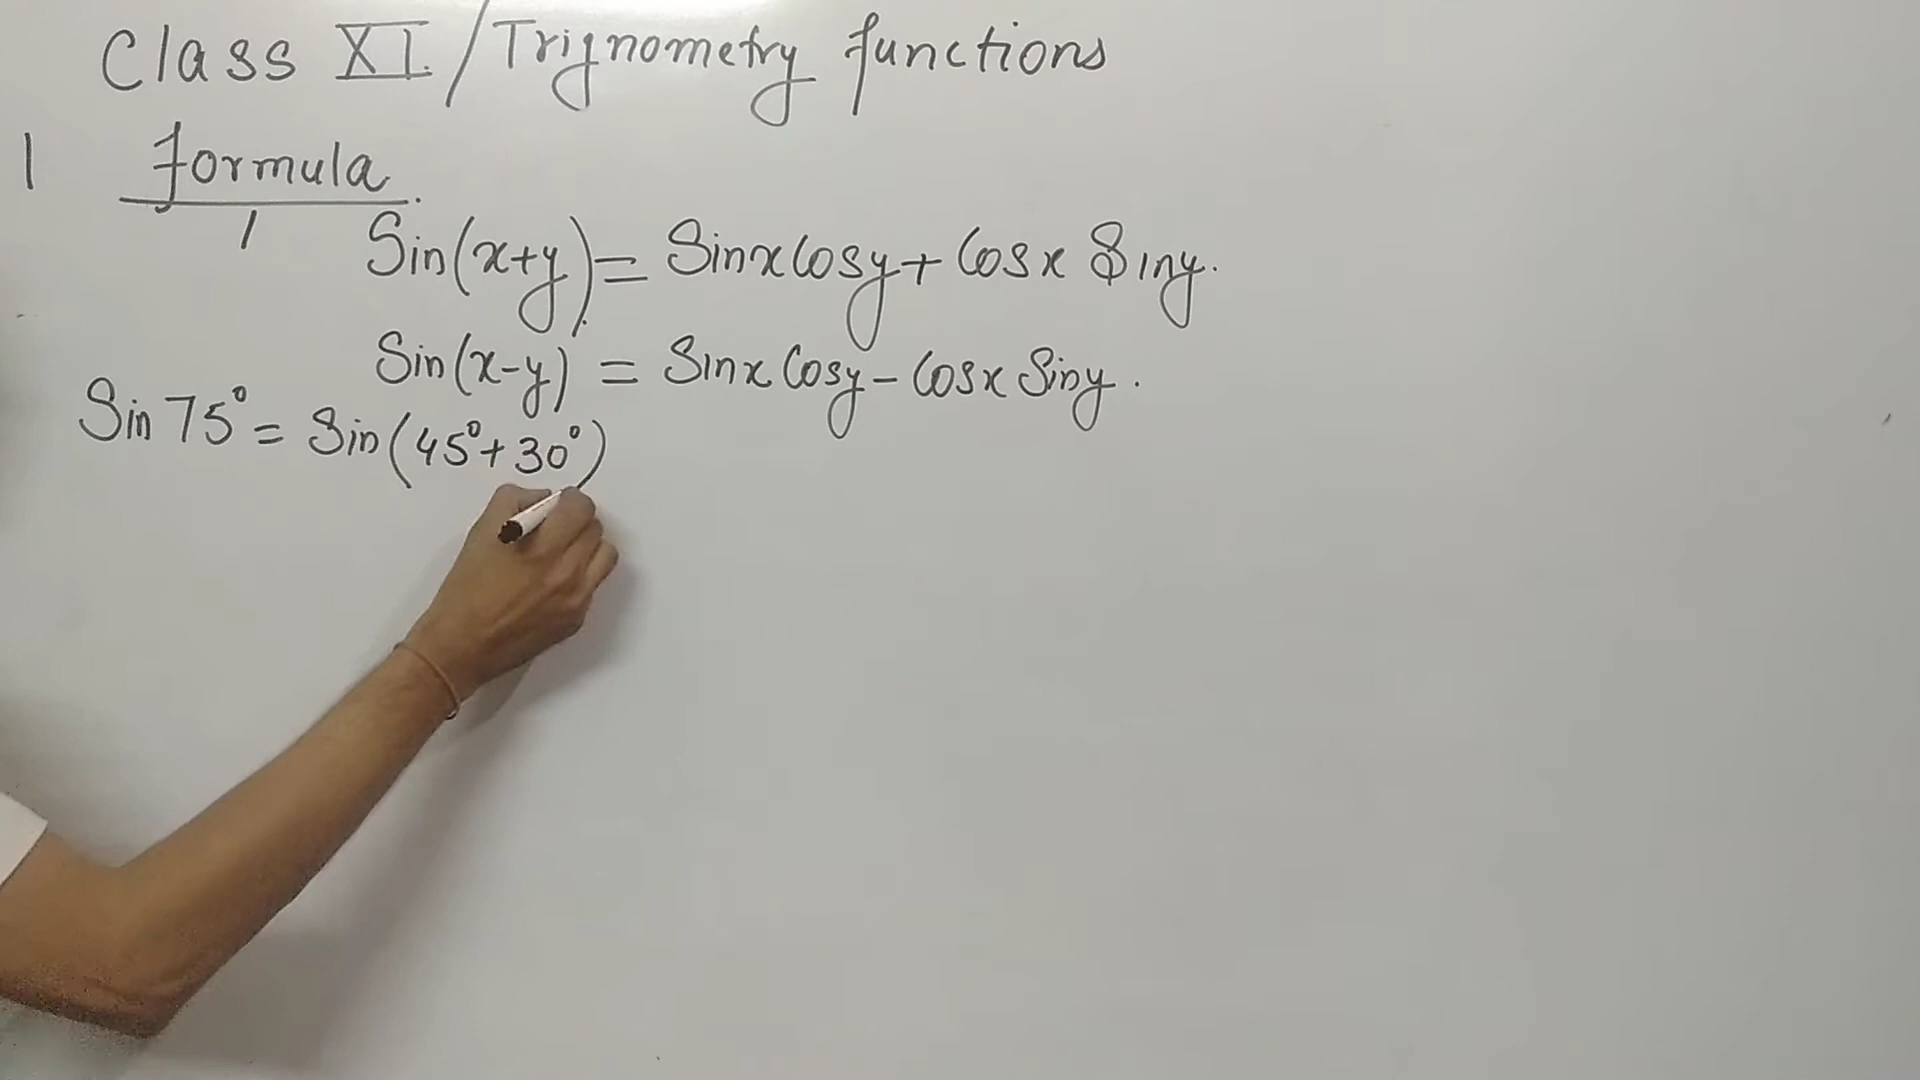 Class XI / Trignometry functions
1 formula
1 Sin(x+y) = Sinx Cosy + Cosx Siny.
Sin(x-y) = Sinx Cosy - Cosx Siny.
Sin 75° = Sin(45°+30°)